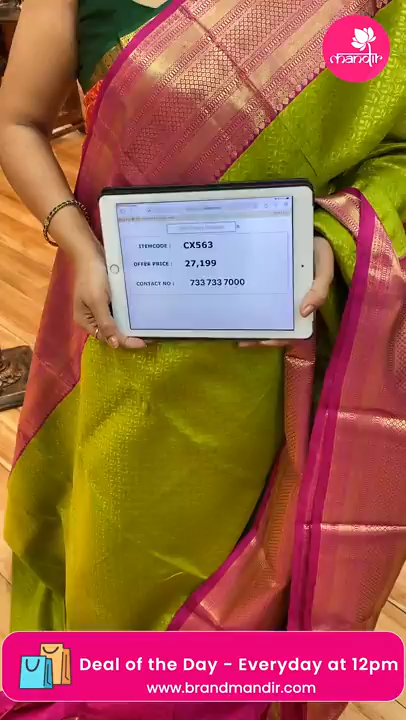 mandir
ITEMCODE : CX563
OFFER PRICE : 27,199
CONTACT NO : 733 733 7000
Deal of the Day - Everyday at 12pm
www.brandmandir.com